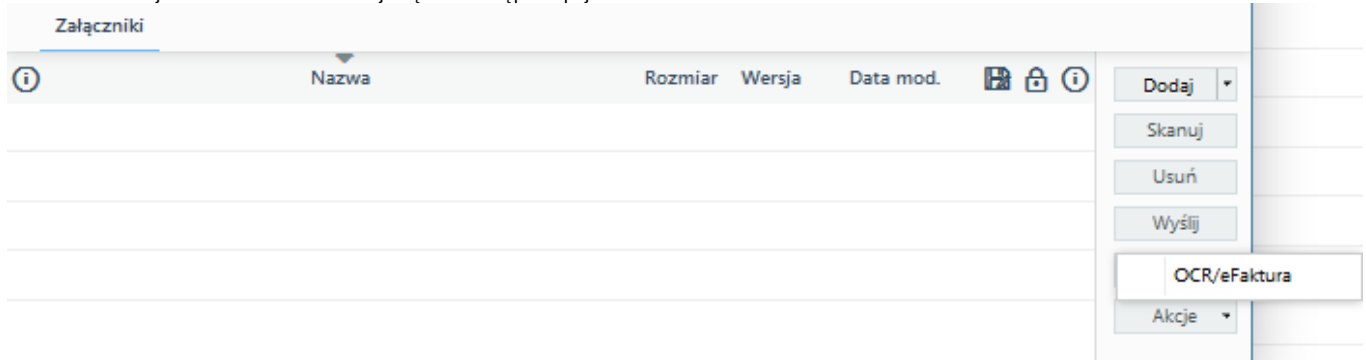 Załączniki
Nazwa Rozmiar Wersja Data mod.
Dodaj
Skanuj
Usuń
Wyślij
OCR/eFaktura
Akcje